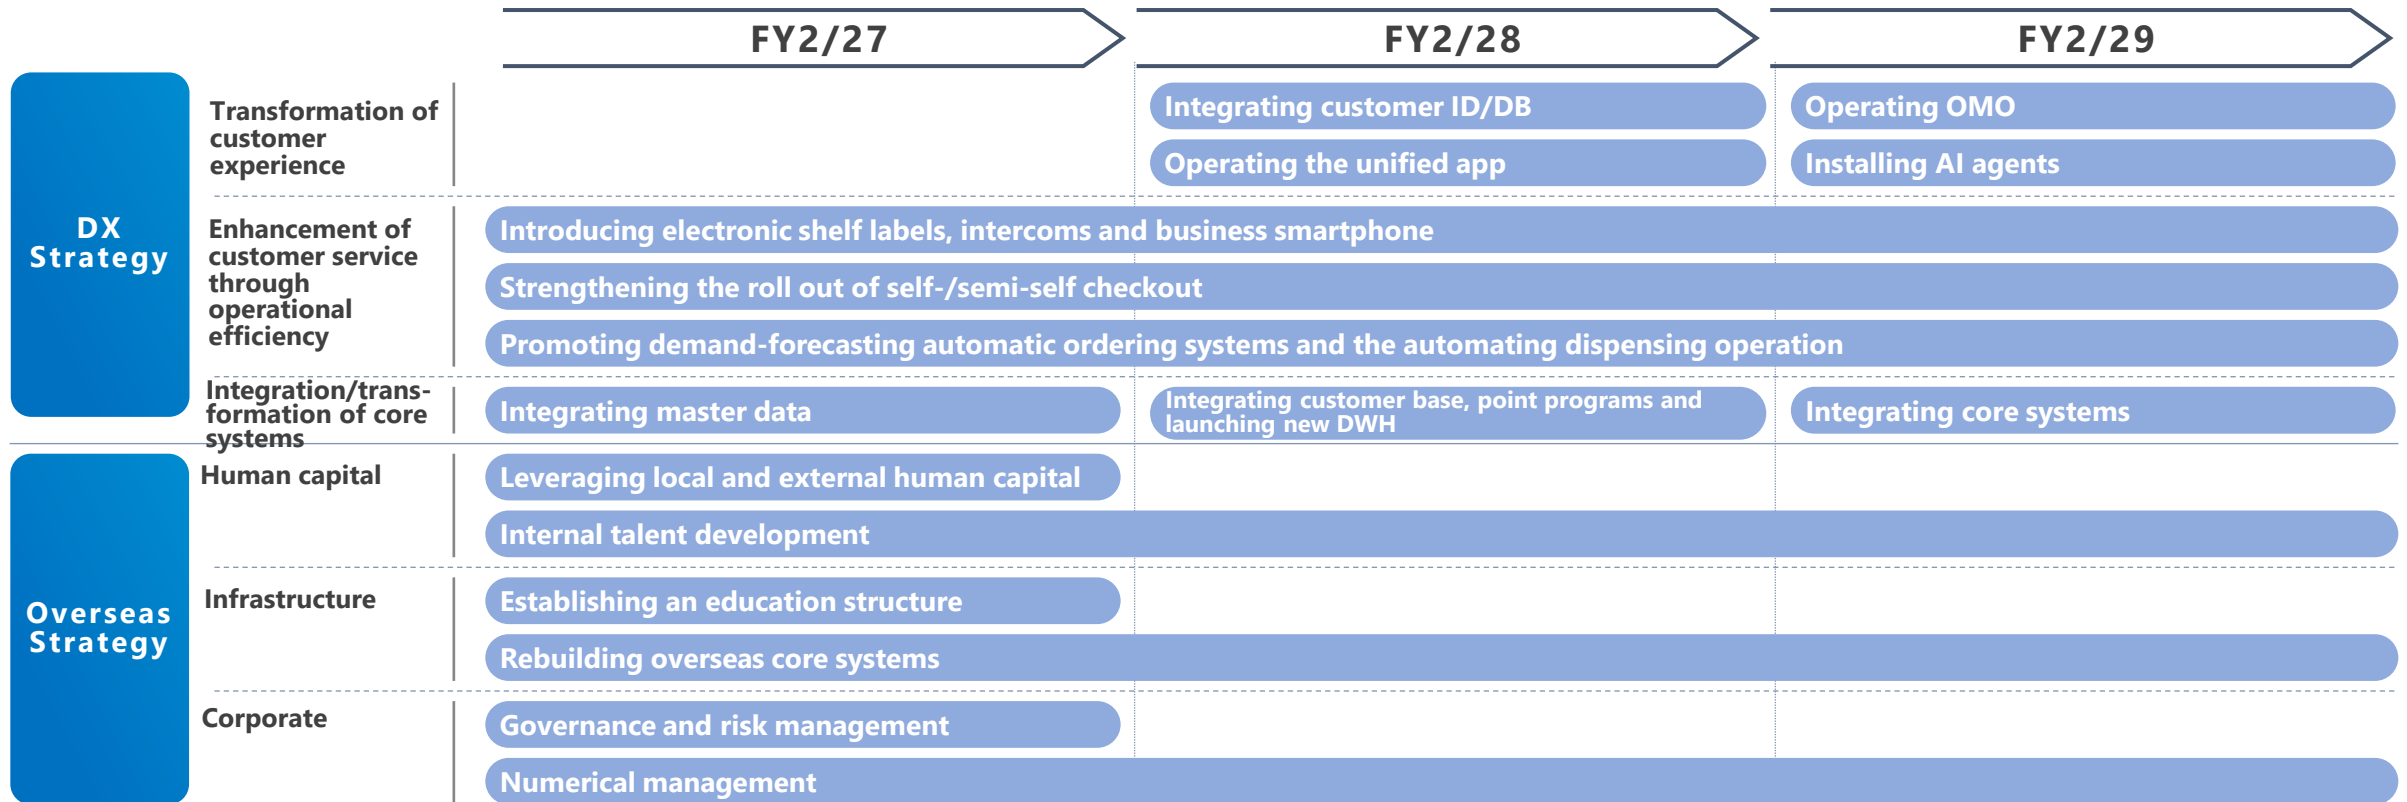 FY2/27
FY2/28
FY2/29
DX
Strategy
Transformation of
customer
experience
Integrating customer ID/DB
Operating OMO
Operating the unified app
Installing AI agents
Enhancement of
customer service
through
operational
efficiency
Introducing electronic shelf labels, intercoms and business smartphone
Strengthening the roll out of self-/semi-self checkout
Promoting demand-forecasting automatic ordering systems and the automating dispensing operation
Integration/trans-
formation of core
systems
Integrating master data
Integrating customer base, point programs and
launching new DWH
Integrating core systems
Overseas
Strategy
Human capital
Leveraging local and external human capital
Internal talent development
Infrastructure
Establishing an education structure
Rebuilding overseas core systems
Corporate
Governance and risk management
Numerical management